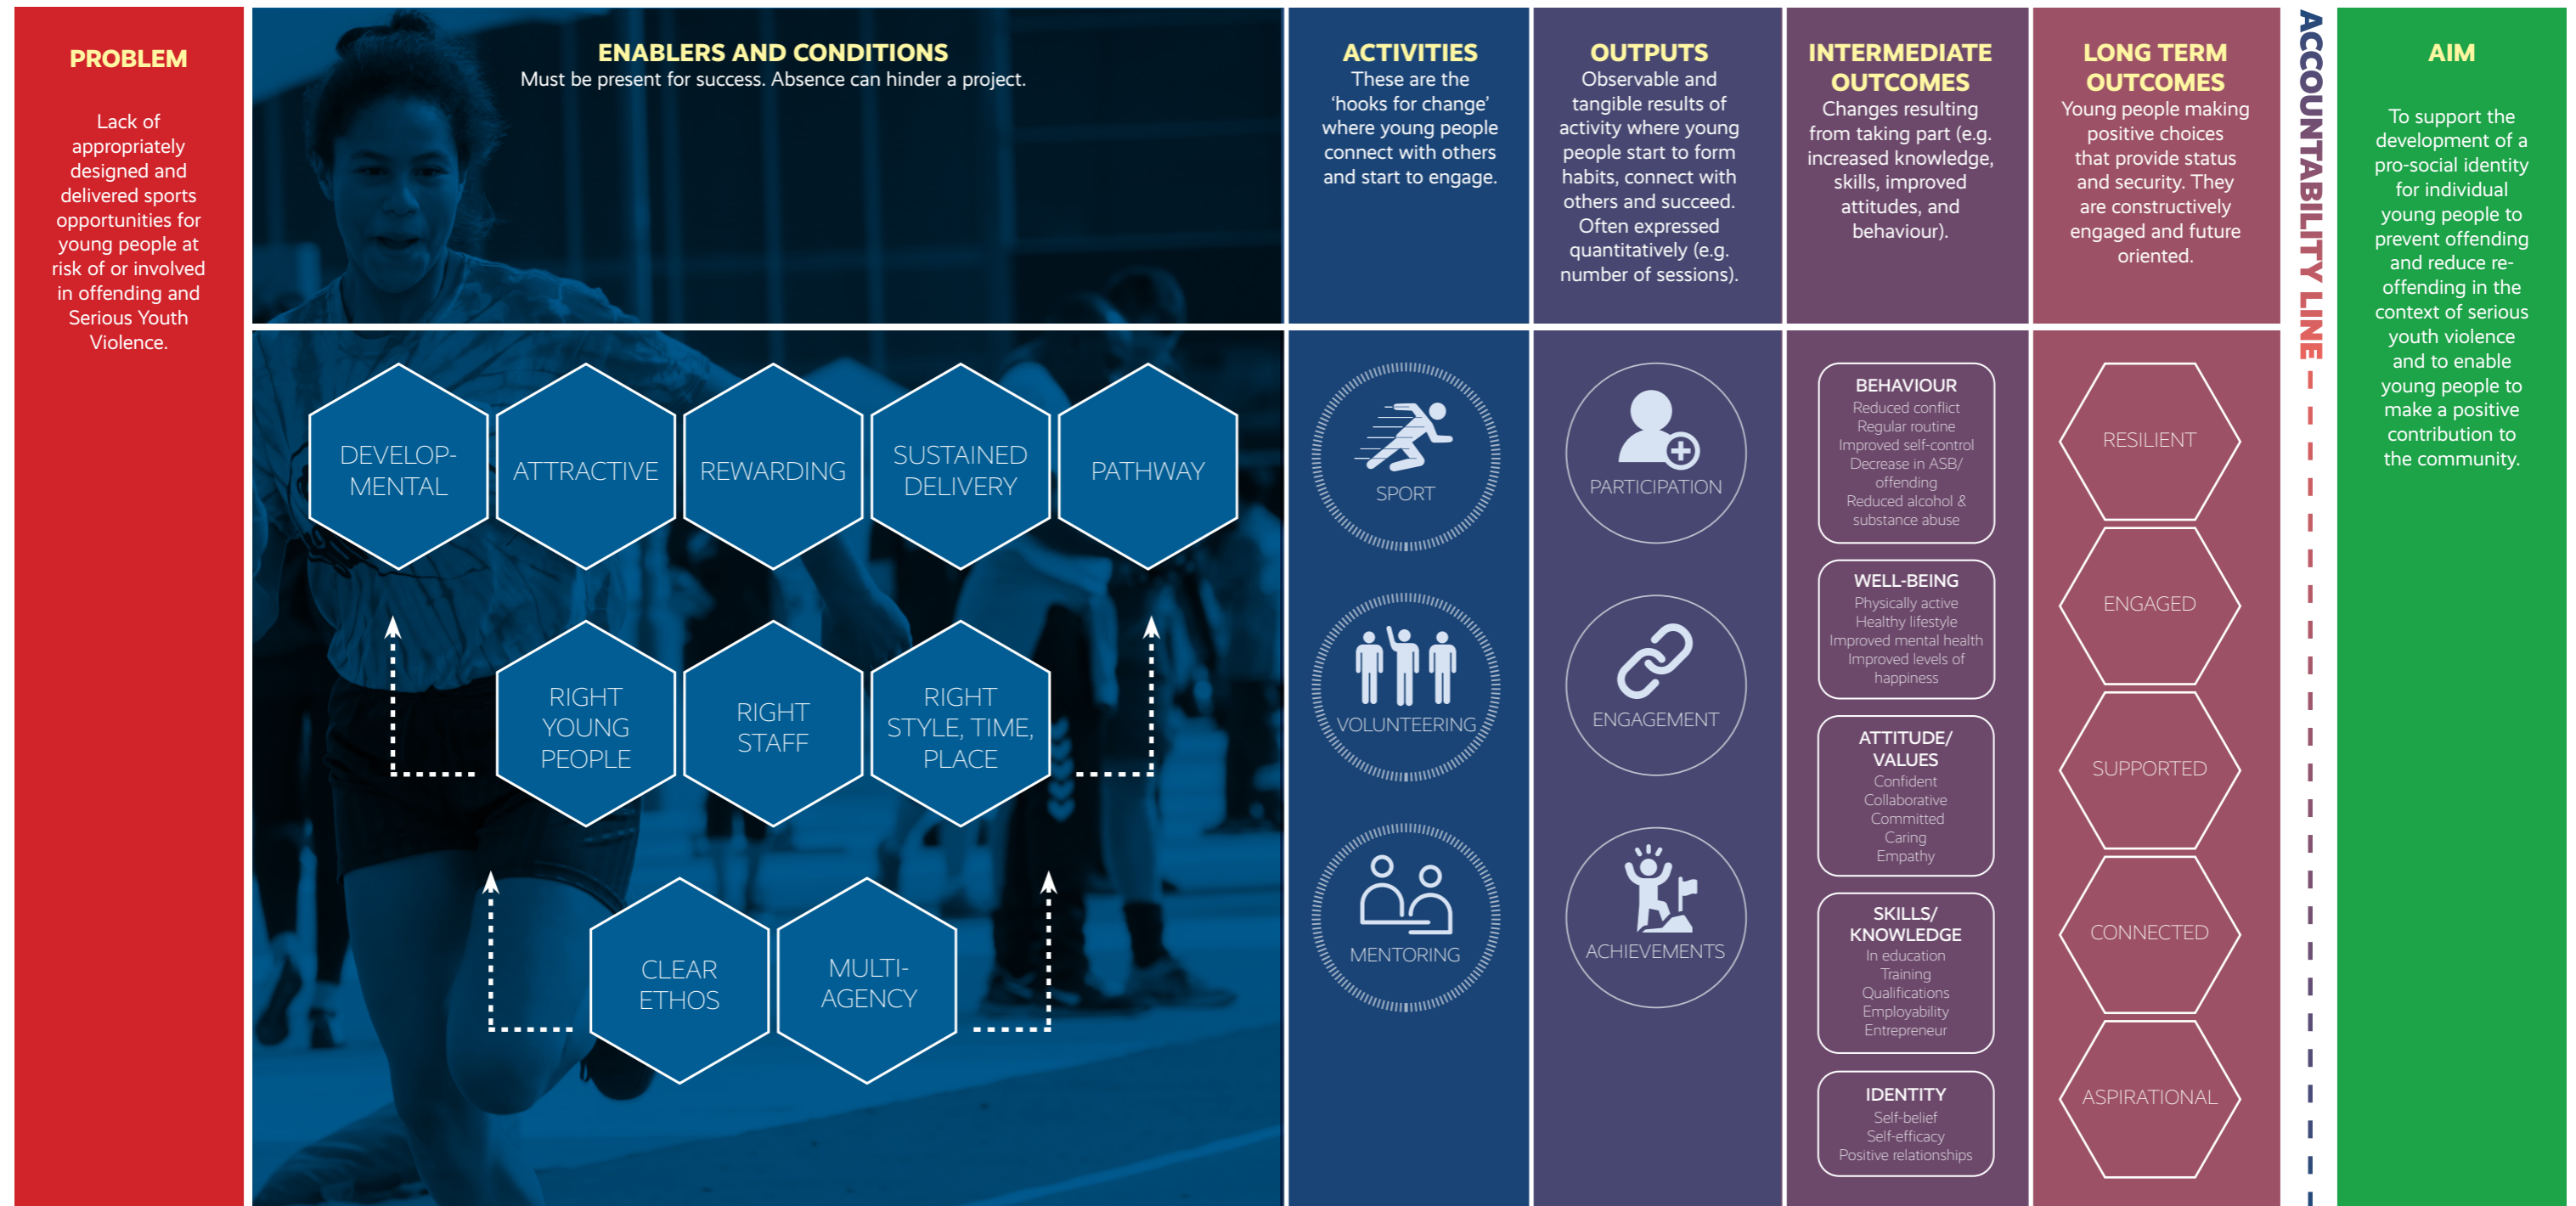 PROBLEM
Lack of
appropriately
designed and
delivered sports
opportunities for
young people at
risk of or involved
in offending and
Serious Youth
Violence.
ENABLERS AND CONDITIONS
Must be present for success. Absence can hinder a project.
DEVELOP-
MENTAL
ATTRACTIVE
REWARDING
SUSTAINED
DELIVERY
PATHWAY
RIGHT
YOUNG
PEOPLE
RIGHT
STAFF
RIGHT
STYLE, TIME,
PLACE
CLEAR
ETHOS
MULTI-
AGENCY
ACTIVITIES
These are the
‘hooks for change’
where young people
connect with others
and start to engage.
SPORT
VOLUNTEERING
MENTORING
OUTPUTS
Observable and
tangible results of
activity where young
people start to form
habits, connect with
others and succeed.
Often expressed
quantitatively (e.g.
number of sessions).
PARTICIPATION
ENGAGEMENT
ACHIEVEMENTS
INTERMEDIATE
OUTCOMES
Changes resulting
from taking part (e.g.
increased knowledge,
skills, improved
attitudes, and
behaviour).
BEHAVIOUR
Reduced conflict
Regular routine
Improved self-control
Decrease in ASB/
offending
Reduced alcohol &
substance abuse
WELL-BEING
Physically active
Healthy lifestyle
Improved mental health
Improved levels of
happiness
ATTITUDE/
VALUES
Confident
Collaborative
Committed
Caring
Empathy
SKILLS/
KNOWLEDGE
In education
Training
Qualifications
Employability
Entrepreneur
IDENTITY
Self-belief
Self-efficacy
Positive relationships
LONG TERM
OUTCOMES
Young people making
positive choices
that provide status
and security. They
are constructively
engaged and future
oriented.
RESILIENT
ENGAGED
SUPPORTED
CONNECTED
ASPIRATIONAL
ACCOUNTABILITY LINE
AIM
To support the
development of a
pro-social identity
for individual
young people to
prevent offending
and reduce re-
offending in the
context of serious
youth violence
and to enable
young people to
make a positive
contribution to
the community.